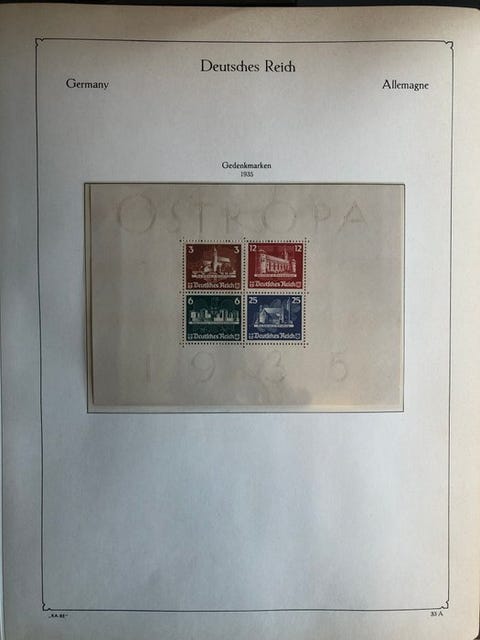 Deutsches Reich
Germany Allemagne
Gedenkmarken
1935
OSTROPA
3 3 12 12
Deutsches Reich Deutsches Reich
6 6 25 25
Deutsches Reich Deutsches Reich
1935
„KA-BE“ 33 A